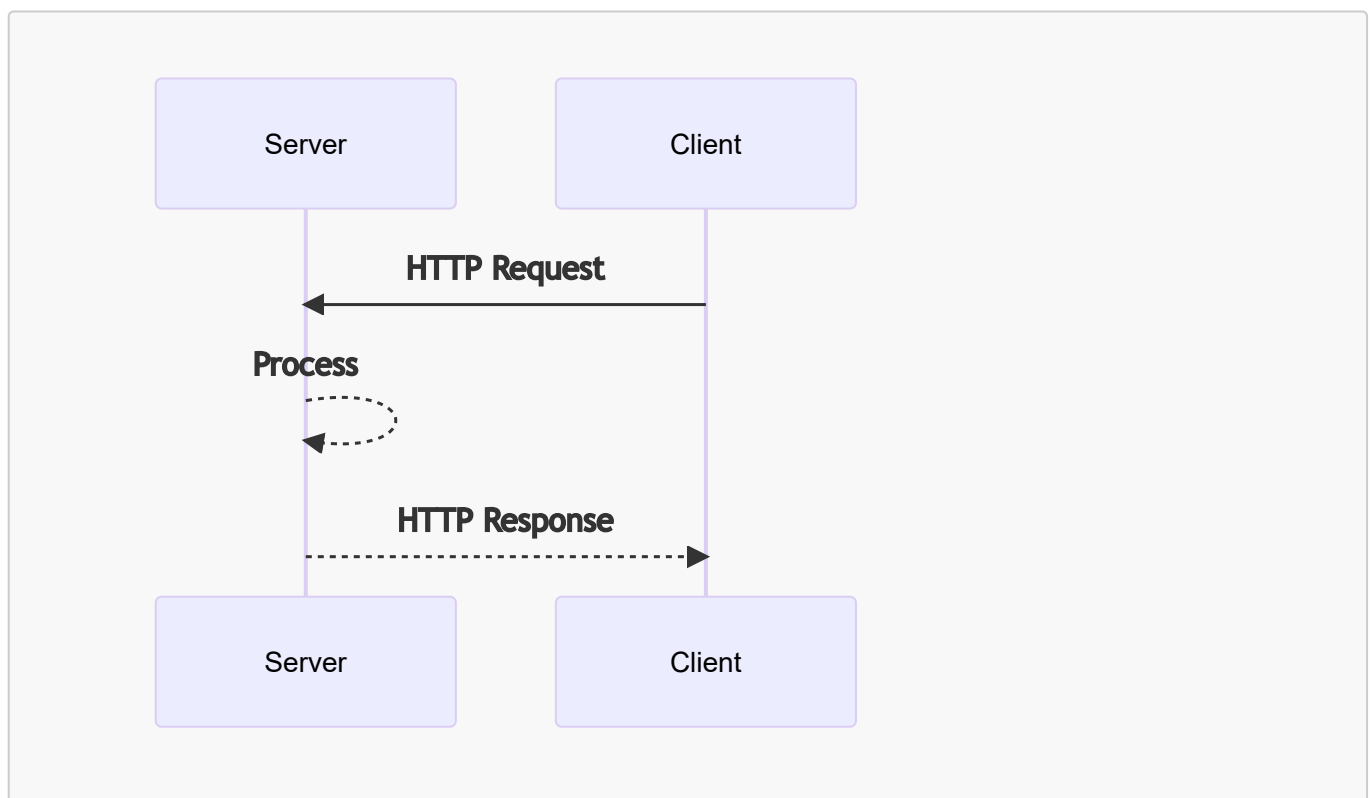 Server
Client
HTTP Request
Process
HTTP Response
Server
Client